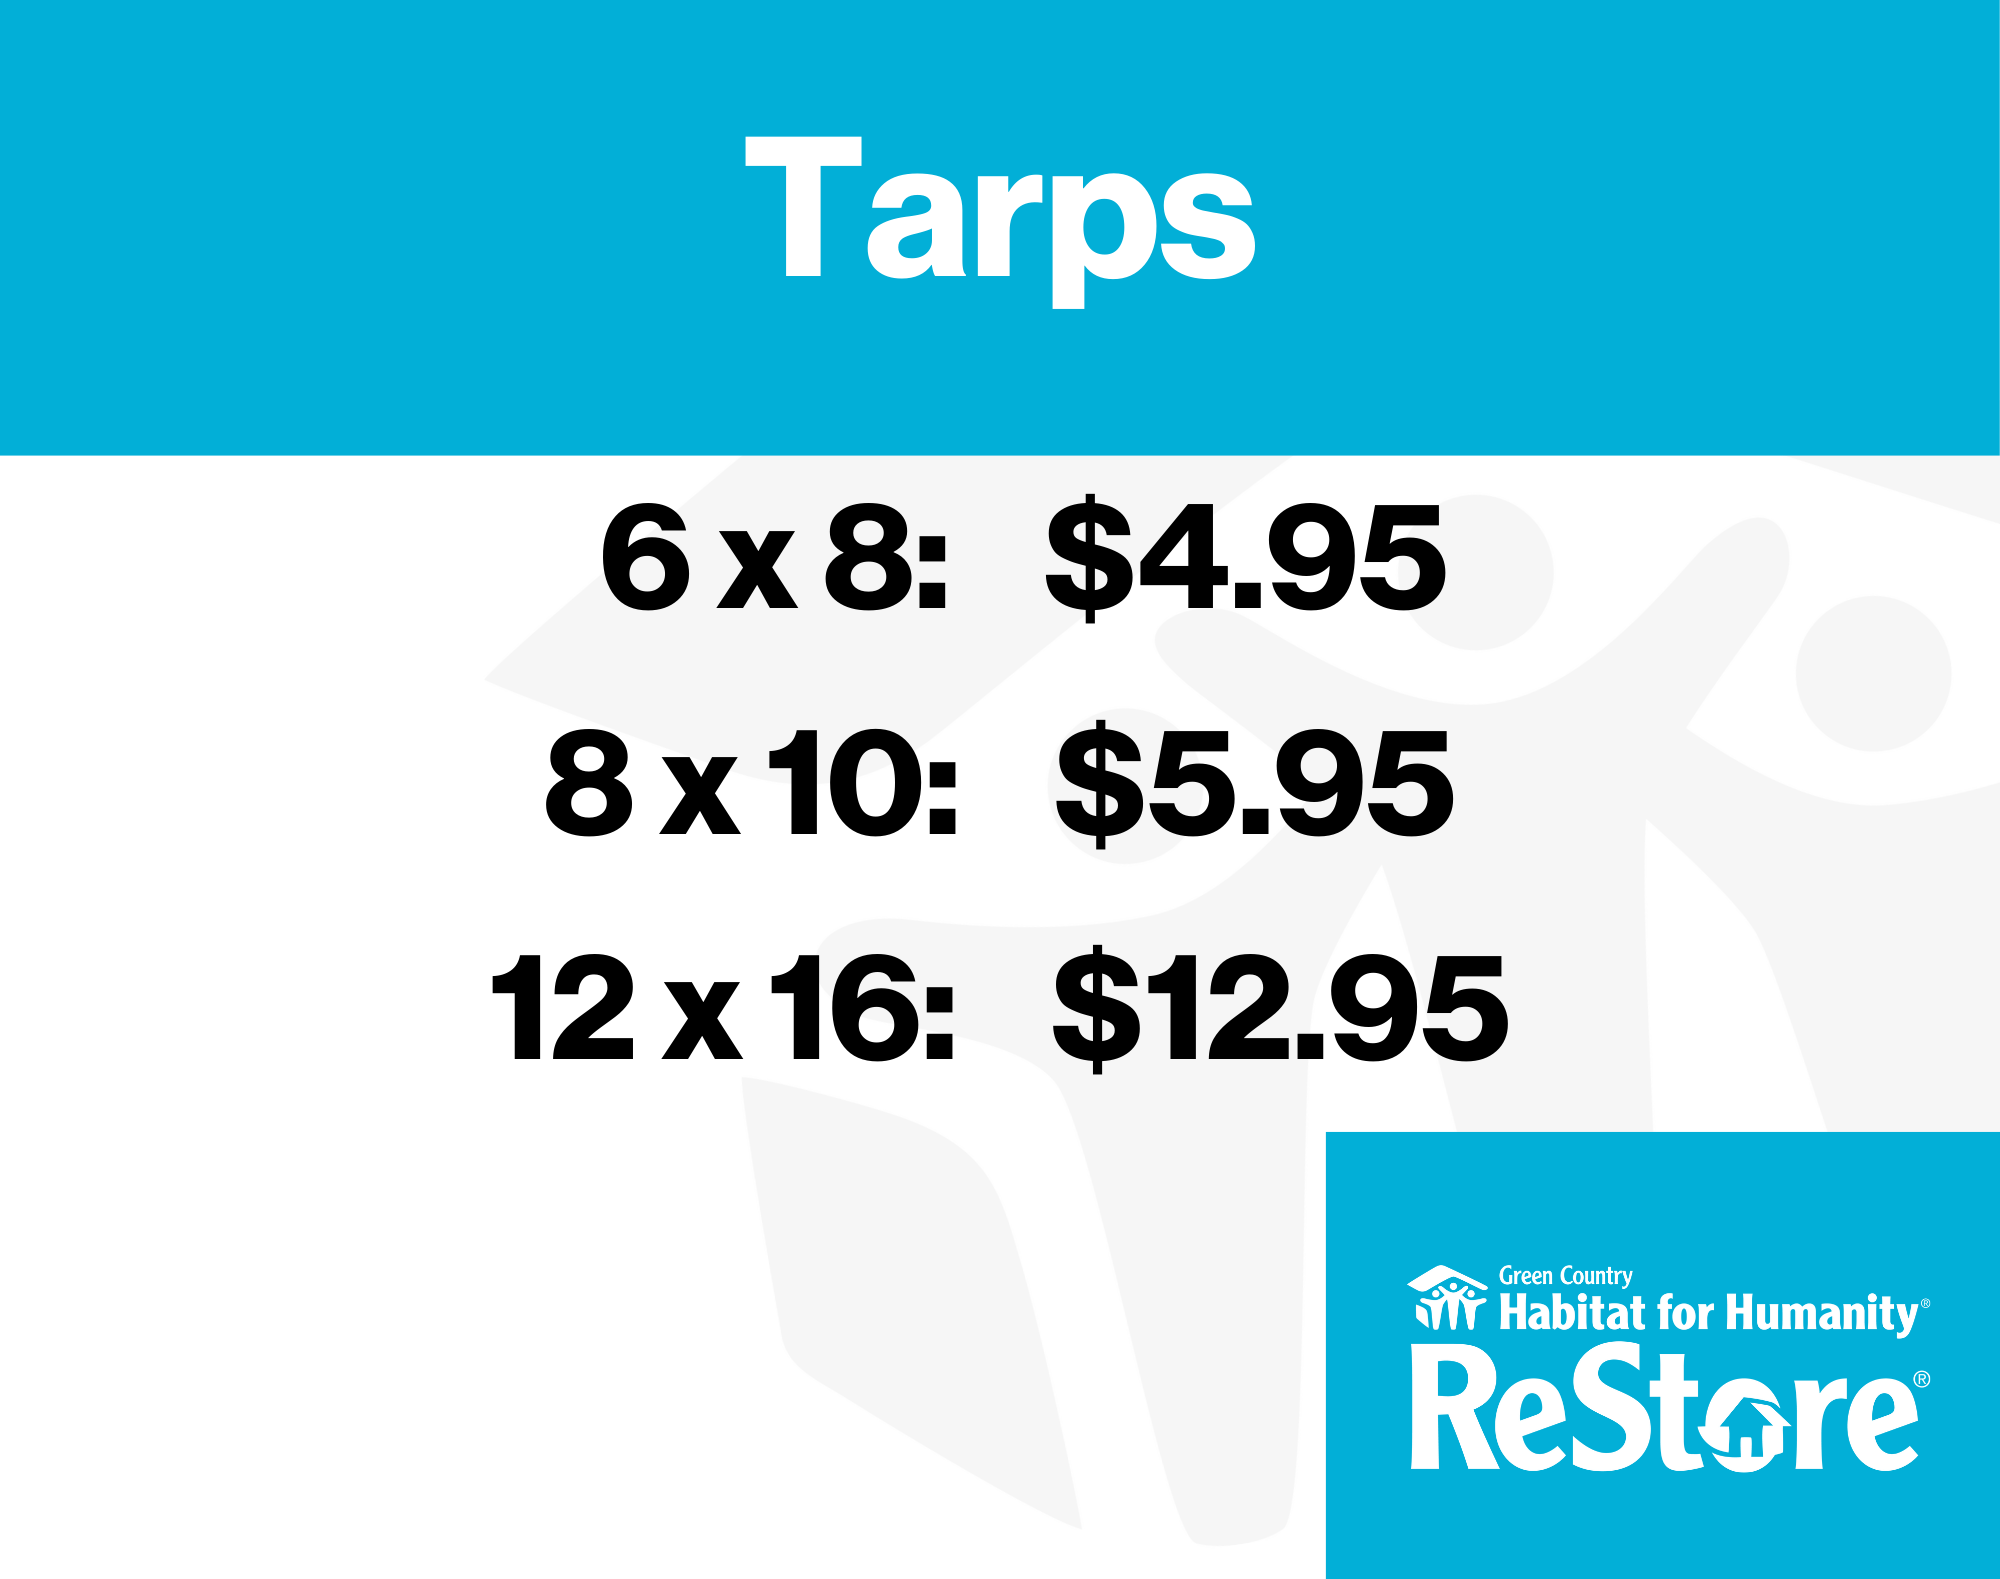 Tarps
6 x 8: $4.95
8 x 10: $5.95
12 x 16: $12.95
Green Country
Habitat for Humanity®
ReStore®